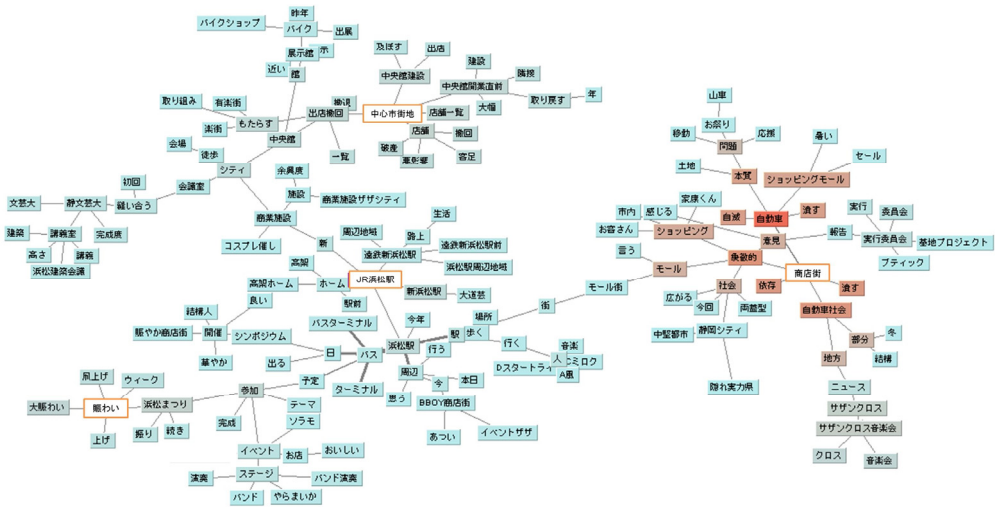 昨年
バイクショップ
バイク
出展
展示館
示
近い
館
及ぼす
出店
中央館建設
建設
隣接
中央館開業直前
取り戻す
年
大幅
取り組み
有楽街
楽街
もたらす
出店撤回
撤退
中心市街地
店舗一覧
店舗
撤回
破産
容足
一覧
中央館
会場
徒歩
シティ
会議室
初回
縫い合う
文芸大
静文芸大
建築
講義室
完成度
高さ
講義
浜松建築会議
余興度
施設
商業施設ザザシティ
商業施設
コスプレ催し
新
周辺地域
生活
路上
遠鉄新浜松駅前
遠鉄新浜松駅
浜松駅周辺地域
高架
高架ホーム
ホーム
JR浜松駅
新浜松駅
大道芸
駅前
結構人
良い
賑やか商店街
開催
シンポジウム
華やか
バスターミナル
今年
日
バス
浜松駅
駅
歩く
場所
街
モール街
出る
予定
ターミナル
行う
周辺
思う
今
本日
BBOY商店街
あつい
イベントザザ
行く
音楽
人
Cミロク
Dスタートライ
A風
凧上げ
ウィーク
大賑わい
賑わい
浜松まつり
上げ
振り
続き
参加
完成
テーマ
ソラモ
イベント
お店
おいしい
ステージ
演奏
バンド演奏
バンド
やらまいか
山車
お祭り
移動
応援
問題
土地
本質
暑い
セール
ショッピングモール
家康くん
市内
感じる
お客さん
ショッピング
自滅
自動車
潰す
意見
報告
実行
委員会
実行委員会
基地プロジェクト
ブティック
言う
モール
象徴的
商店街
依存
潰す
社会
広がる
今回
両盤型
中堅都市
静岡シティ
隠れ実力県
自動車社会
部分
冬
結構
地方
ニュース
サザンクロス
サザンクロス音楽会
クロス
音楽会